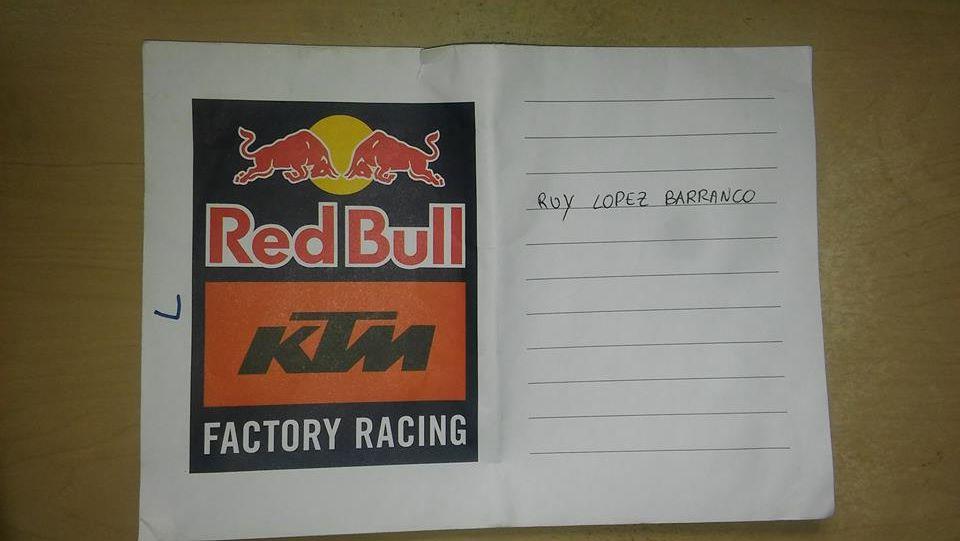 Red Bull
KTM
FACTORY RACING
L
RUY LOPEZ BARRANCO